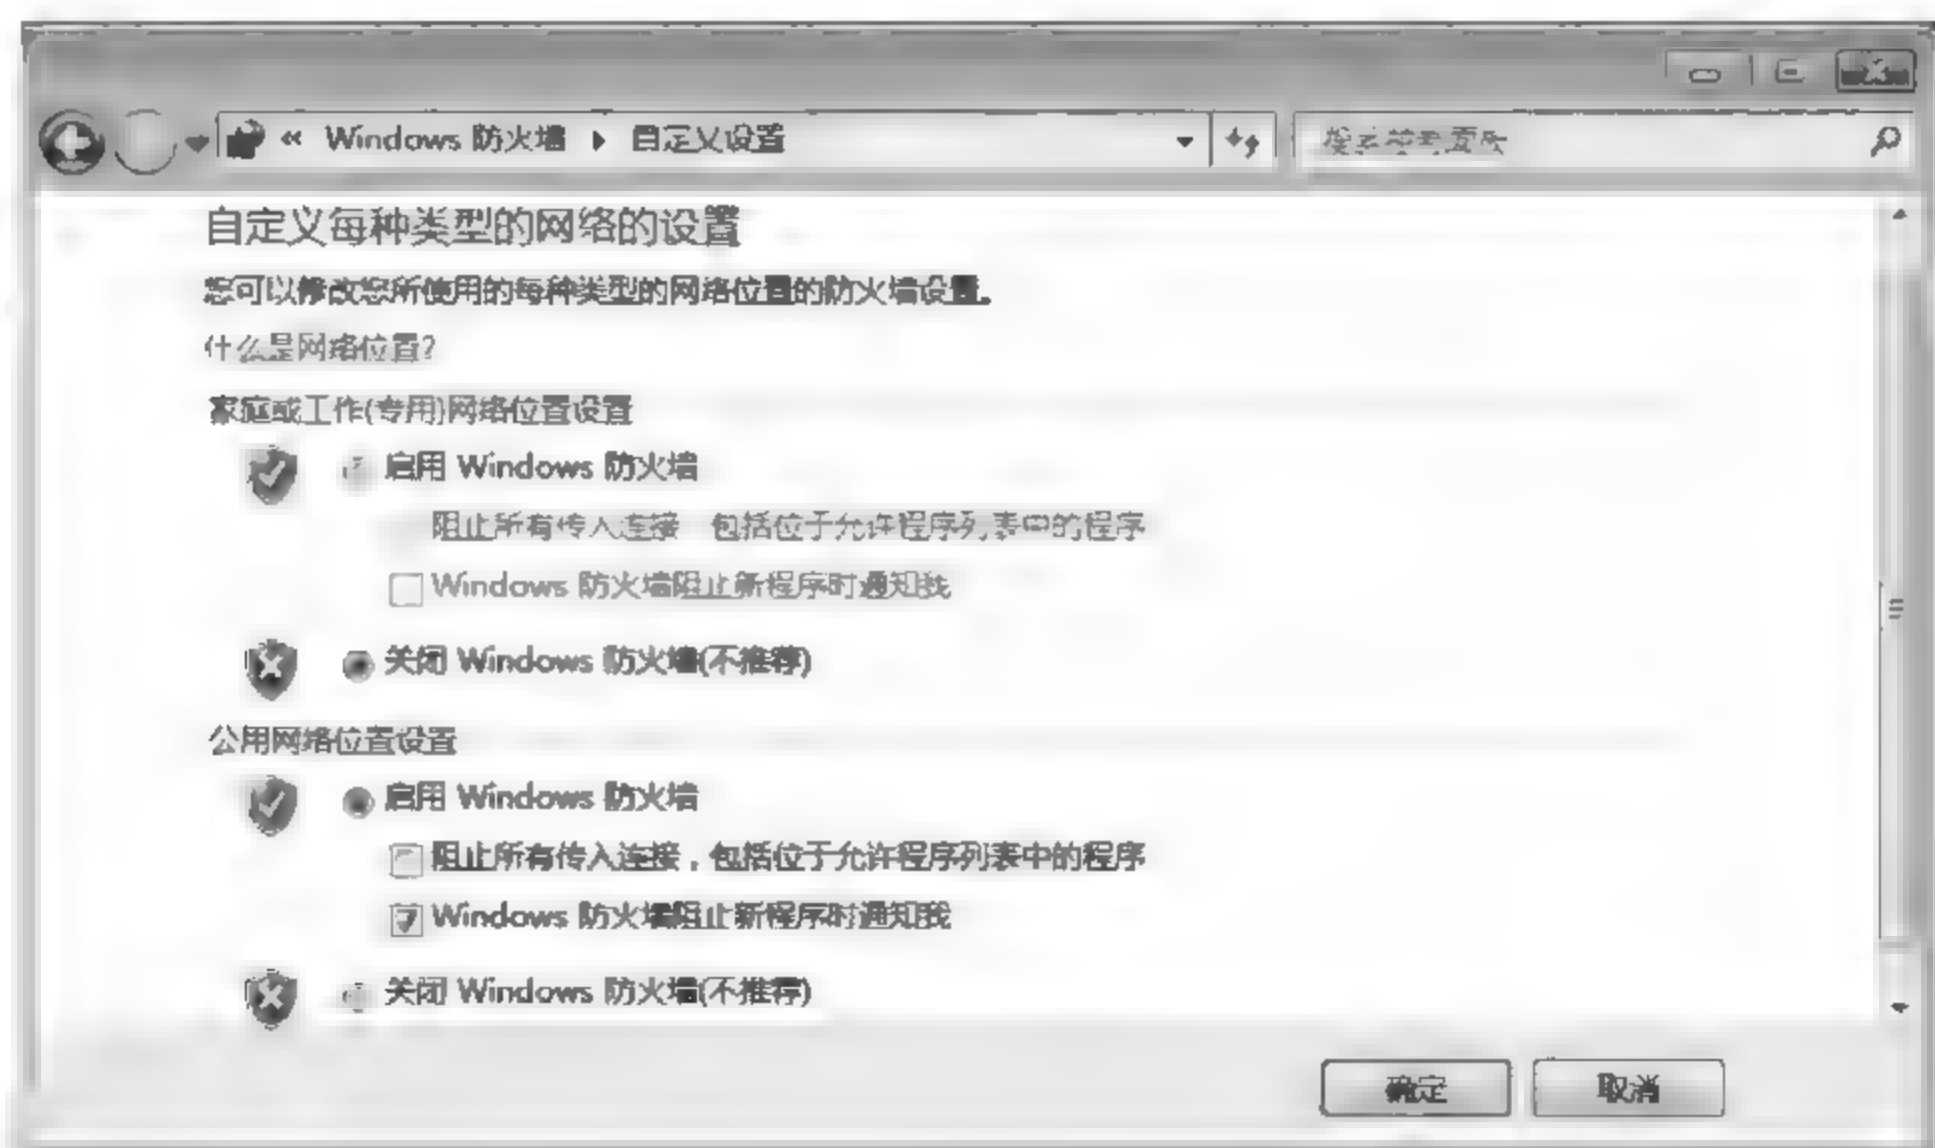 « Windows 防火墙 ▶ 自定义设置
自定义每种类型的网络的设置
您可以修改您所使用的每种类型的网络位置的防火墙设置。
什么是网络位置?
家庭或工作(专用)网络位置设置
启用 Windows 防火墙
阻止所有传入连接 包括位于允许程序列表中的程序
Windows 防火墙阻止新程序时通知我
关闭 Windows 防火墙(不推荐)
公用网络位置设置
启用 Windows 防火墙
阻止所有传入连接，包括位于允许程序列表中的程序
Windows 防火墙阻止新程序时通知我
关闭 Windows 防火墙(不推荐)
确定 取消